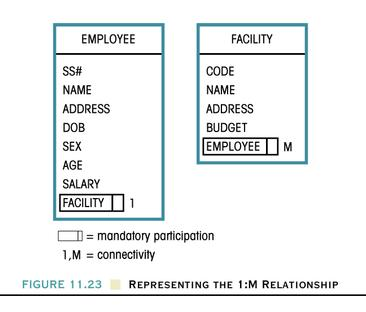 EMPLOYEE
SS#
NAME
ADDRESS
DOB
SEX
AGE
SALARY
FACILITY 1
FACILITY
CODE
NAME
ADDRESS
BUDGET
EMPLOYEE M
= mandatory participation
1,M = connectivity
FIGURE 11.23 REPRESENTING THE 1:M RELATIONSHIP